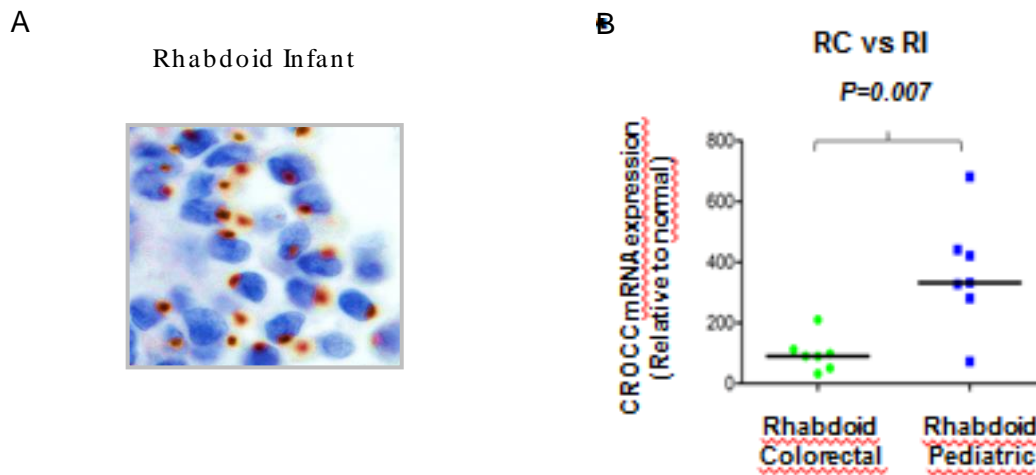 A
Rhabdoid Infant
B
RC vs RI
P=0.007
CROCC mRNA expression
(Relative to normal)
800
600
400
200
0
Rhabdoid
Colorectal
Rhabdoid
Pediatric